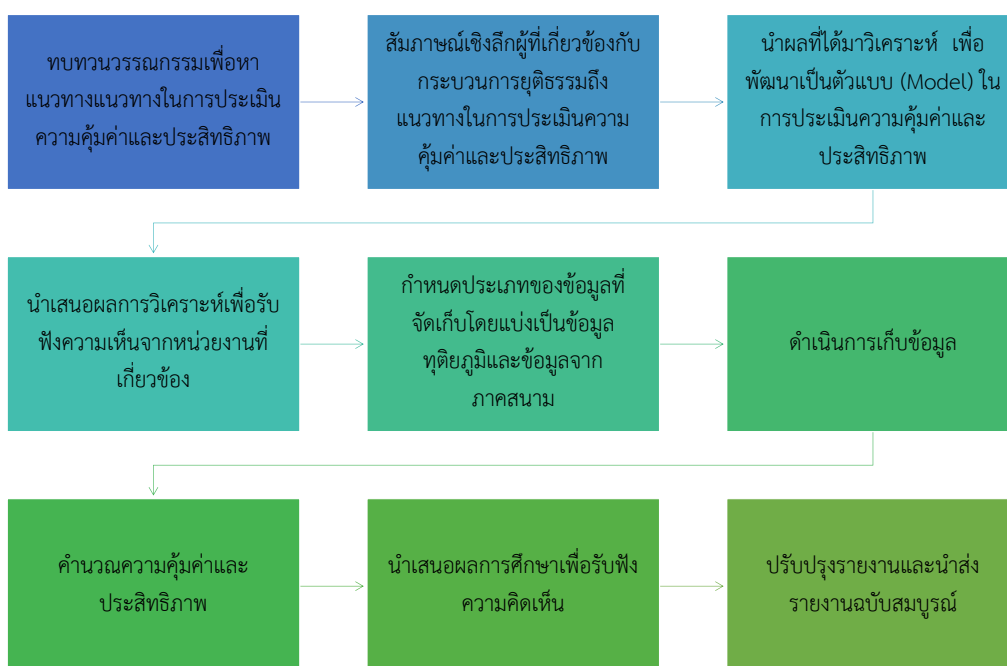 ทบทวนวรรณกรรมเพื่อหา
แนวทางแนวทางในการประเมิน
ความคุ้มค่าและประสิทธิภาพ
สัมภาษณ์เชิงลึกผู้ที่เกี่ยวข้องกับ
กระบวนการยุติธรรมถึง
แนวทางในการประเมินความ
คุ้มค่าและประสิทธิภาพ
นำผลที่ได้มาวิเคราะห์ เพื่อ
พัฒนาเป็นตัวแบบ (Model) ใน
การประเมินความคุ้มค่าและ
ประสิทธิภาพ
นำเสนอผลการวิเคราะห์เพื่อรับ
ฟังความเห็นจากหน่วยงานที่
เกี่ยวข้อง
กำหนดประเภทของข้อมูลที่
จัดเก็บโดยแบ่งเป็นข้อมูล
ทุติยภูมิและข้อมูลจาก
ภาคสนาม
ดำเนินการเก็บข้อมูล
คำนวณความคุ้มค่าและ
ประสิทธิภาพ
นำเสนอผลการศึกษาเพื่อรับฟัง
ความคิดเห็น
ปรับปรุงรายงานและนำส่ง
รายงานฉบับสมบูรณ์